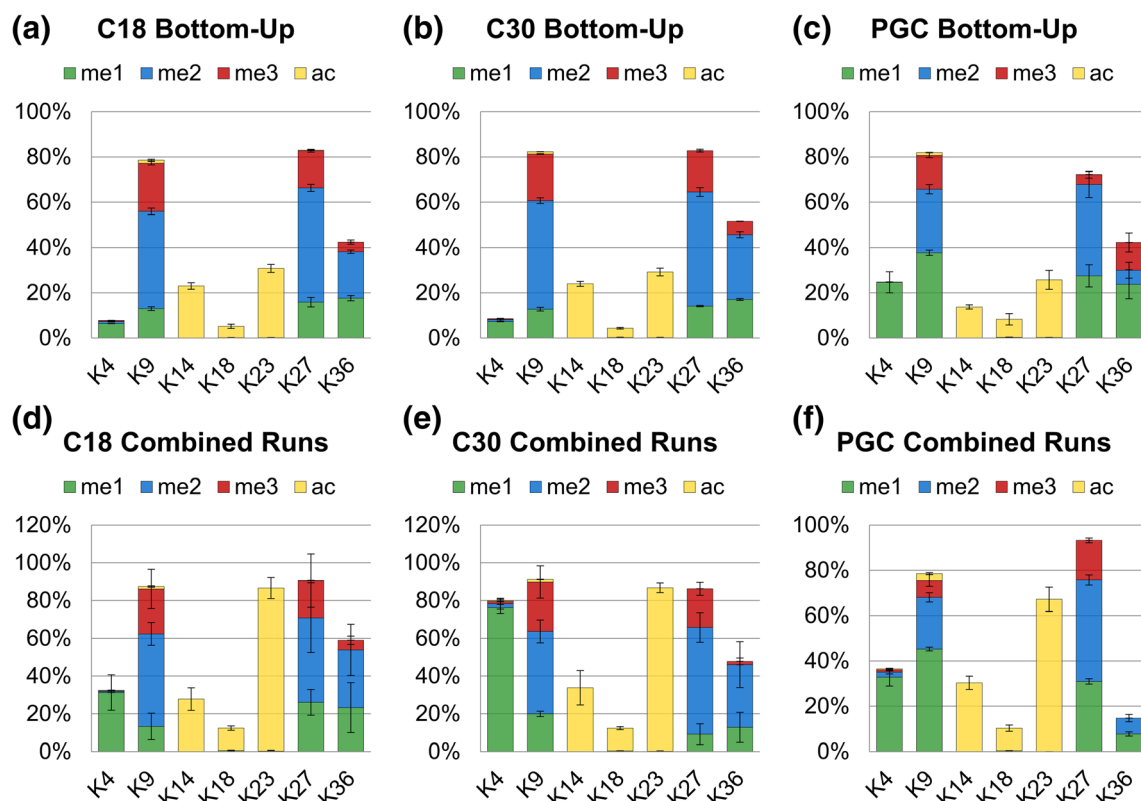 (a) C18 Bottom-Up
me1 me2 me3 ac
100%
80%
60%
40%
20%
0%
K4 K9 K14 K18 K23 K27 K36
(b) C30 Bottom-Up
me1 me2 me3 ac
100%
80%
60%
40%
20%
0%
K4 K9 K14 K18 K23 K27 K36
(c) PGC Bottom-Up
me1 me2 me3 ac
100%
80%
60%
40%
20%
0%
K4 K9 K14 K18 K23 K27 K36
(d) C18 Combined Runs
me1 me2 me3 ac
120%
100%
80%
60%
40%
20%
0%
K4 K9 K14 K18 K23 K27 K36
(e) C30 Combined Runs
me1 me2 me3 ac
120%
100%
80%
60%
40%
20%
0%
K4 K9 K14 K18 K23 K27 K36
(f) PGC Combined Runs
me1 me2 me3 ac
100%
80%
60%
40%
20%
0%
K4 K9 K14 K18 K23 K27 K36